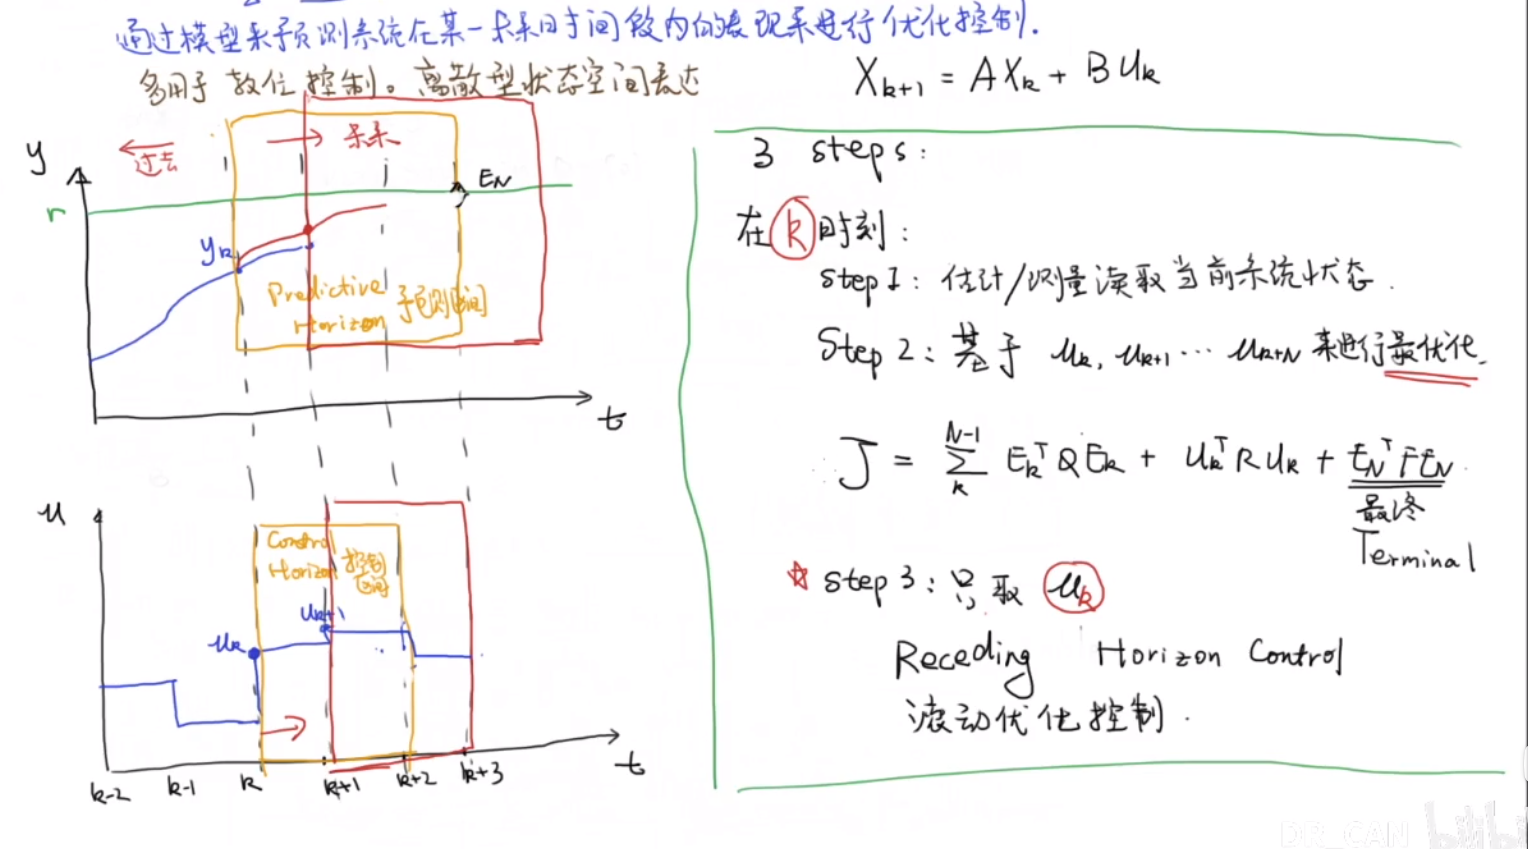 通过模型来预测系统在某一未来时间段内的表现来进行优化控制.
多用于数位控制。离散型状态空间表达
X_{k+1} = A X_k + B u_k
y
过去
未来
r
E_N
y_k
Predictive Horizon 预测区间
t
u
Control Horizon 控制区间
u_k
u_{k+1}
k-2 k-1 k k+1 k+2 k+3
t
3 steps:
在 k 时刻:
step1: 估计/测量读取当前系统状态.
Step 2: 基于 u_k, u_{k+1} ... u_{k+N} 来进行最优化.
J = \sum_{k}^{N-1} E_k^T Q E_k + u_k^T R u_k + E_N^T F E_N
最终
Terminal
☆ step 3: 只取 u_k
Receding Horizon Control
滚动优化控制.
DR_CAN bilibi